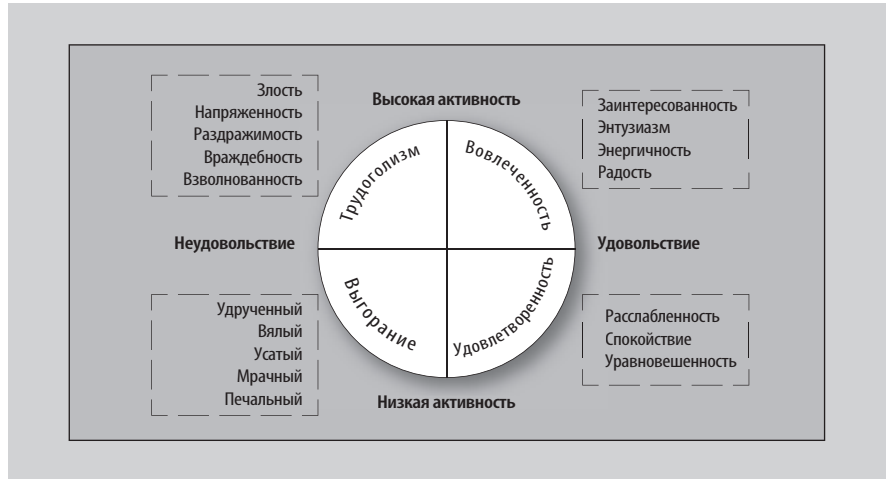 Злость
Напряженность
Раздражимость
Враждебность
Взволнованность
Высокая активность
Заинтересованность
Энтузиазм
Энергичность
Радость
Трудоголизм
Вовлеченность
Неудовольствие
Удовольствие
Выгорание
Удовлетворенность
Удрученный
Вялый
Усатый
Мрачный
Печальный
Низкая активность
Расслабленность
Спокойствие
Уравновешенность